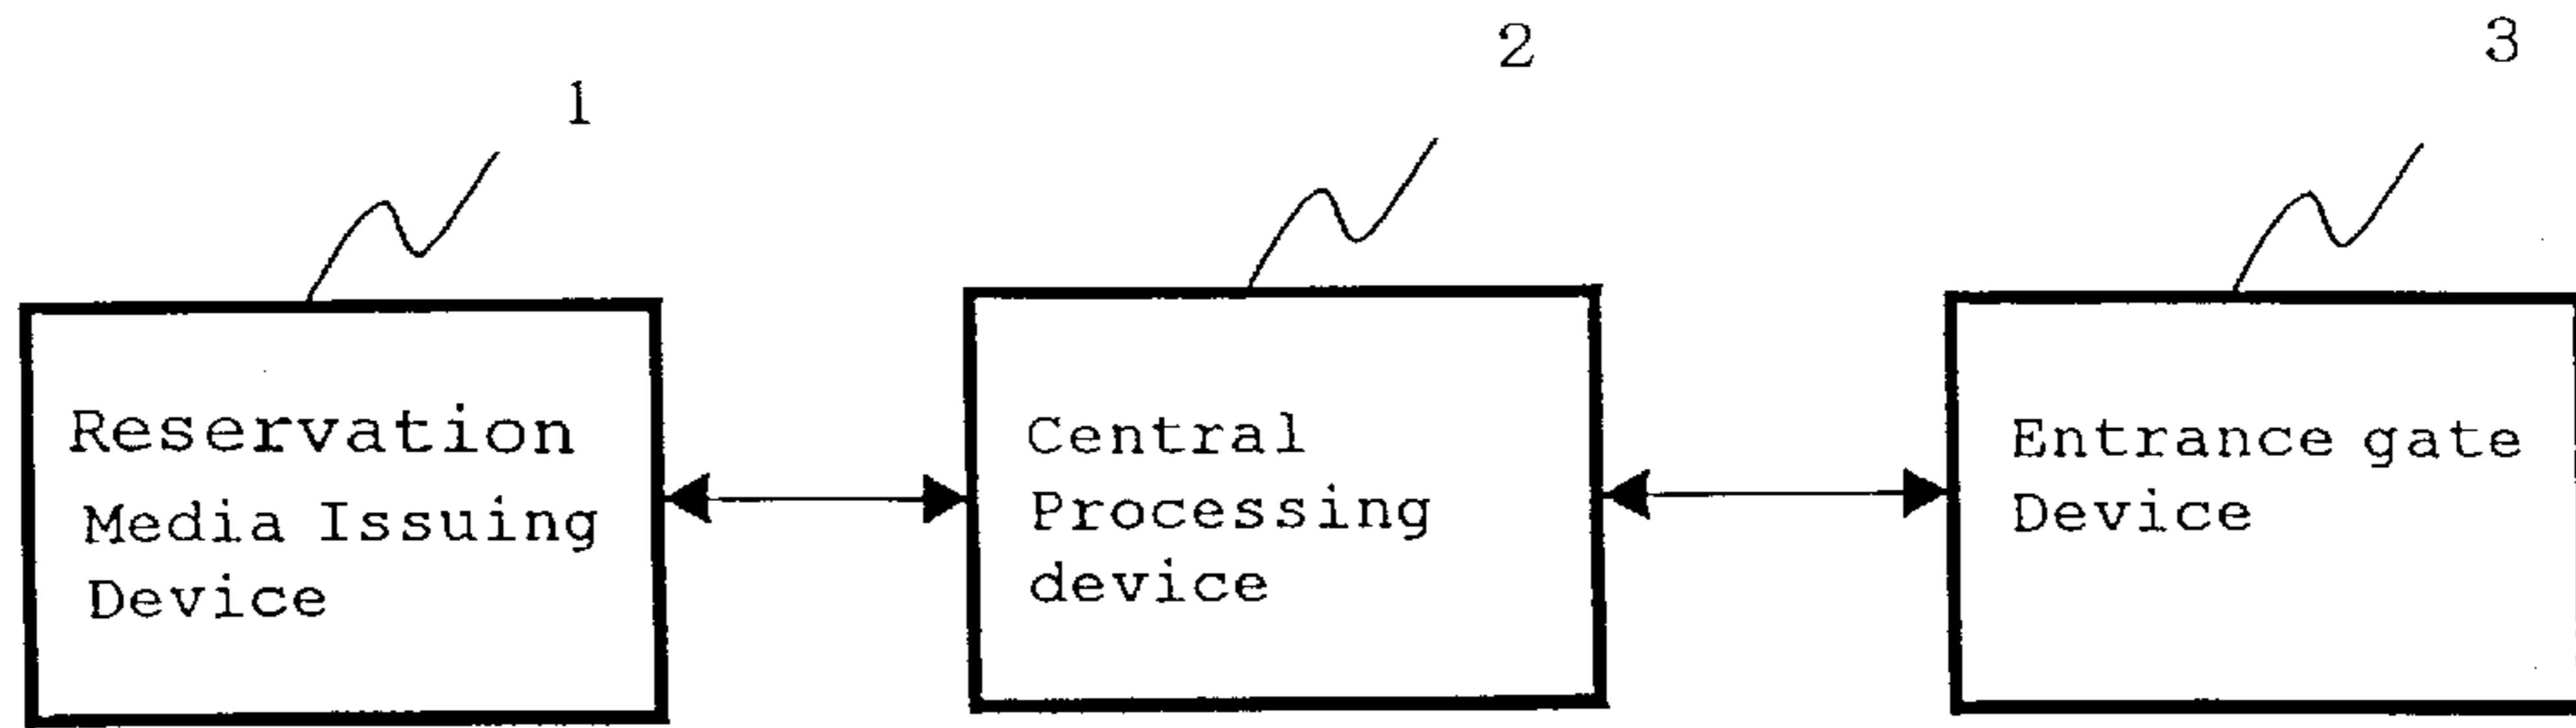 1
2
3
Reservation
Media Issuing
Device
Central
Processing
device
Entrance gate
Device